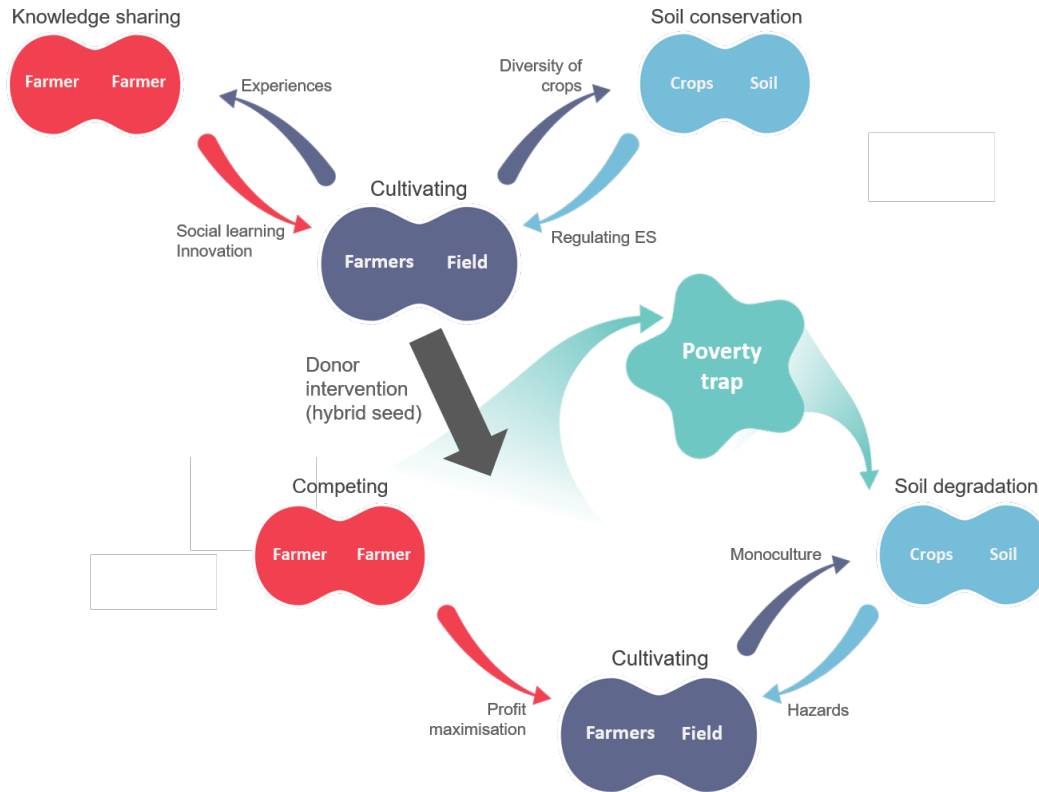 Knowledge sharing
Farmer Farmer
Experiences
Social learning
Innovation
Soil conservation
Crops Soil
Diversity of
crops
Regulating ES
Cultivating
Farmers Field
Donor
intervention
(hybrid seed)
Poverty
trap
Competing
Farmer Farmer
Profit
maximisation
Soil degradation
Crops Soil
Monoculture
Hazards
Cultivating
Farmers Field